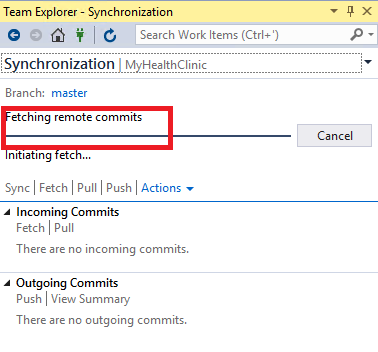 Team Explorer - Synchronization
Search Work Items (Ctrl+')
Synchronization | MyHealthClinic
Branch: master
Fetching remote commits
Cancel
Initiating fetch...
Sync | Fetch | Pull | Push | Actions
Incoming Commits
Fetch | Pull
There are no incoming commits.
Outgoing Commits
Push | View Summary
There are no outgoing commits.